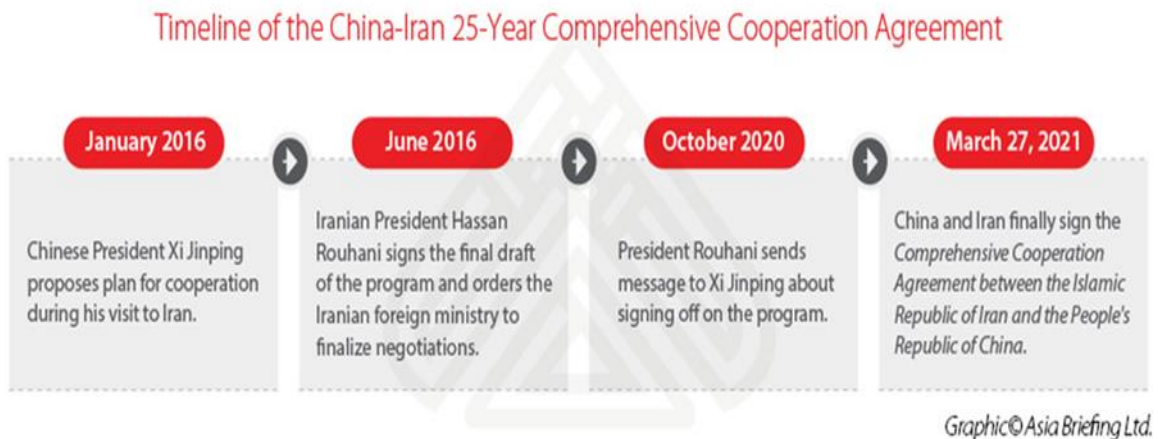 Timeline of the China-Iran 25-Year Comprehensive Cooperation Agreement
January 2016
Chinese President Xi Jinping
proposes plan for cooperation
during his visit to Iran.
June 2016
Iranian President Hassan
Rouhani signs the final draft
of the program and orders the
Iranian foreign ministry to
finalize negotiations.
October 2020
President Rouhani sends
message to Xi Jinping about
signing off on the program.
March 27, 2021
China and Iran finally sign the
Comprehensive Cooperation
Agreement between the Islamic
Republic of Iran and the People's
Republic of China.
Graphic©Asia Briefing Ltd.